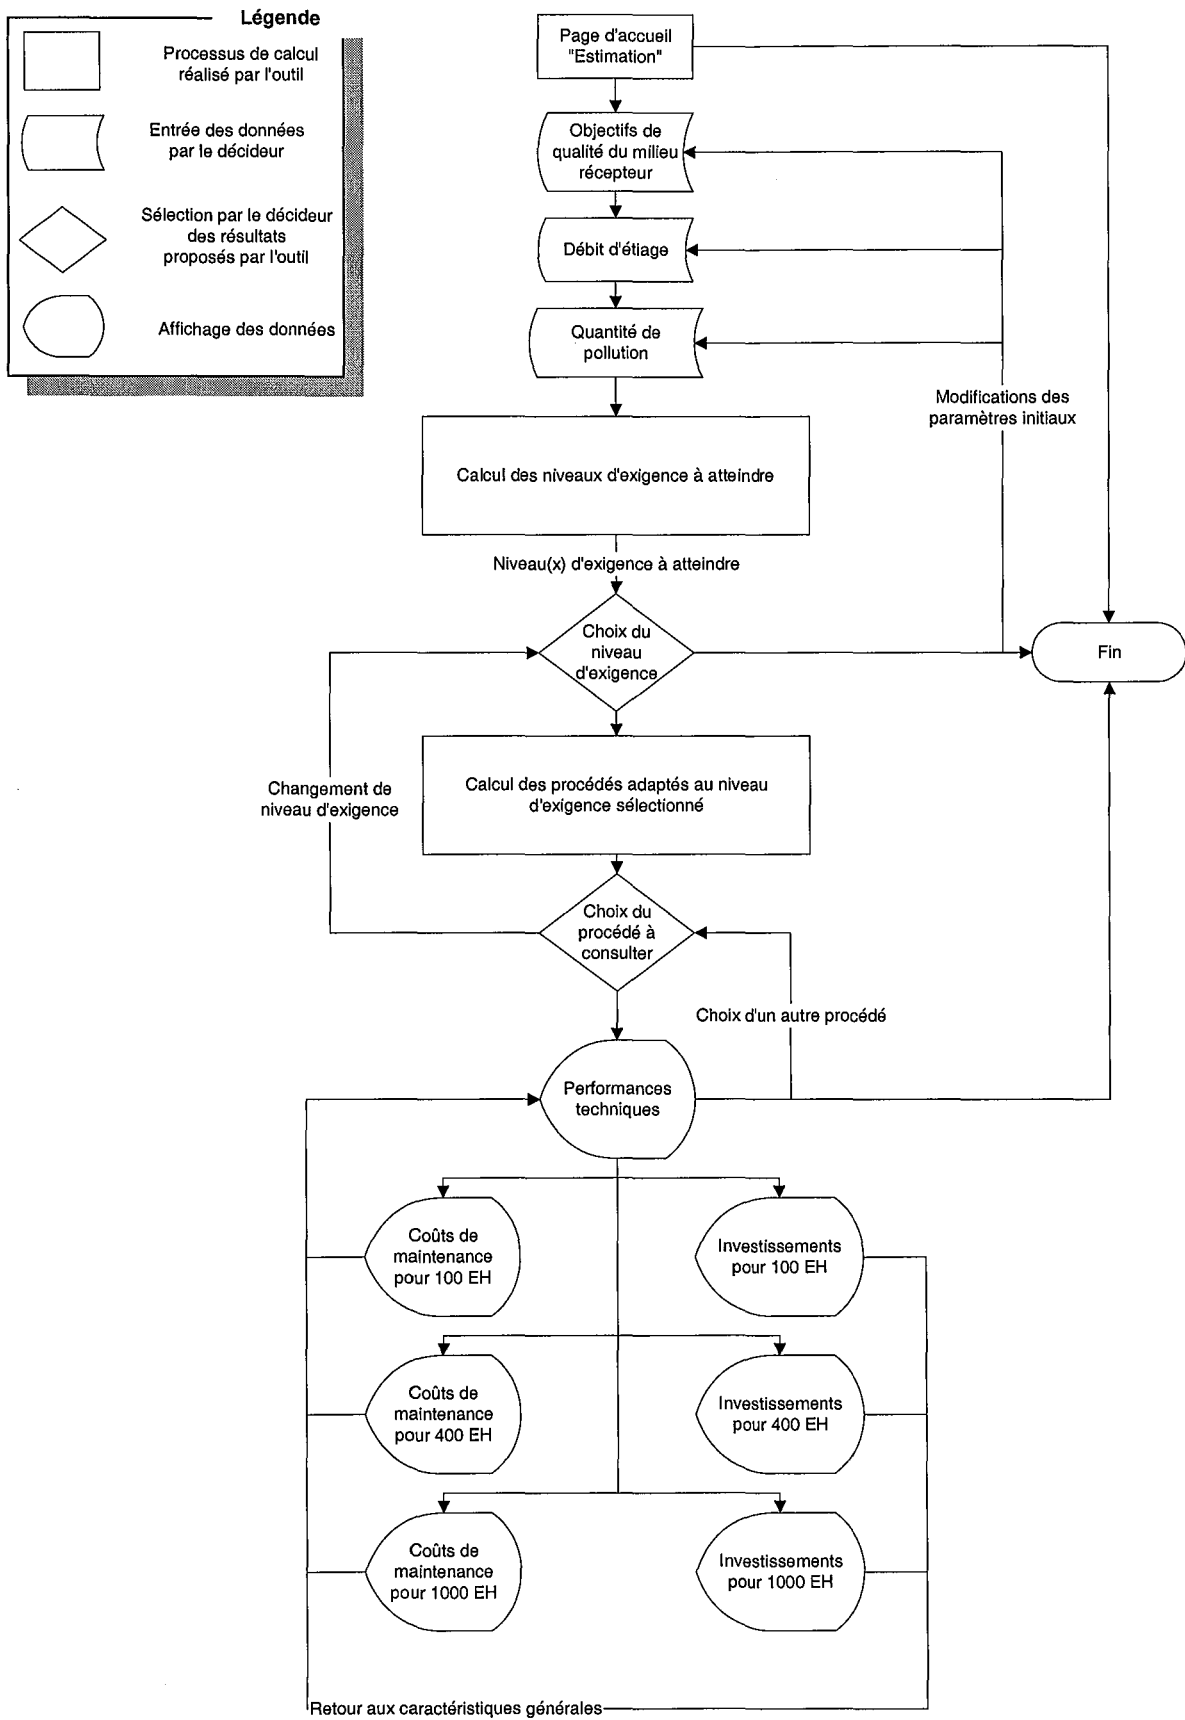 Légende
Processus de calcul
réalisé par l'outil
Entrée des données
par le décideur
Sélection par le décideur
des résultats
proposés par l'outil
Affichage des données
Page d'accueil
"Estimation"
Objectifs de
qualité du milieu
récepteur
Débit d'étiage
Quantité de
pollution
Modifications des
paramètres initiaux
Calcul des niveaux d'exigence à atteindre
Niveau(x) d'exigence à atteindre
Choix du
niveau
d'exigence
Fin
Changement de
niveau d'exigence
Calcul des procédés adaptés au niveau
d'exigence sélectionné
Choix du
procédé à
consulter
Choix d'un autre procédé
Performances
techniques
Coûts de
maintenance
pour 100 EH
Investissements
pour 100 EH
Coûts de
maintenance
pour 400 EH
Investissements
pour 400 EH
Coûts de
maintenance
pour 1000 EH
Investissements
pour 1000 EH
Retour aux caractéristiques générales